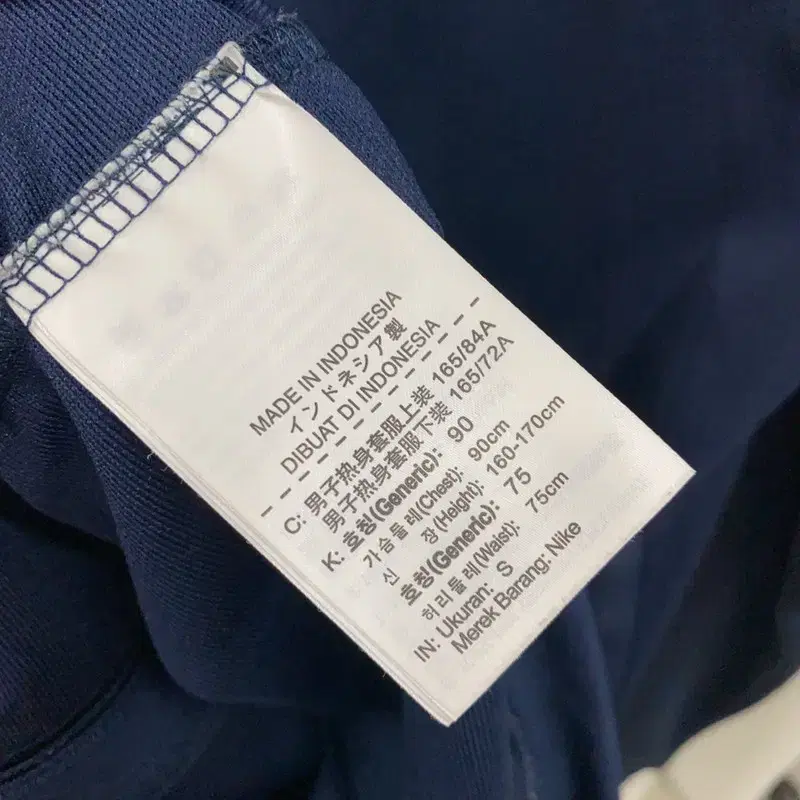 MADE IN INDONESIA
インドネシア製
DIBUAT DI INDONESIA
C: 男子热身套服上装 165/84A
男子热身套服下装 165/72A
K: 호칭(Generic): 90
가슴둘레(Chest): 90cm
신 장(Height): 160-170cm
호칭(Generic): 75
허리둘레(Waist): 75cm
IN: Ukuran: S
Merek Barang: Nike